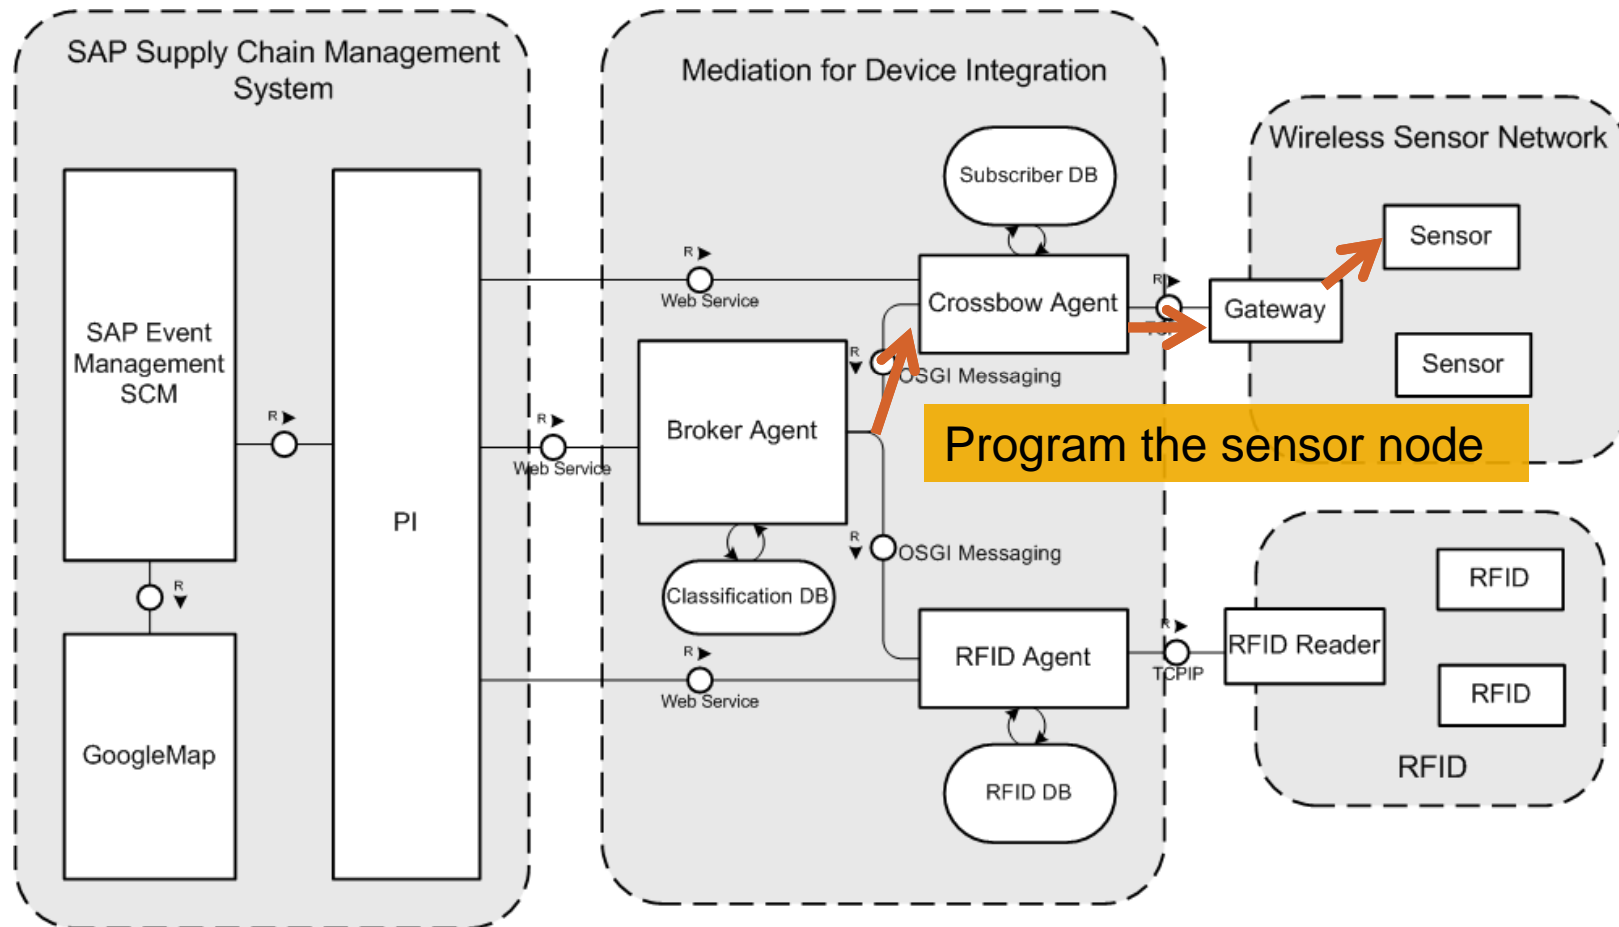 SAP Supply Chain Management
System
SAP Event
Management
SCM
R
R
GoogleMap
PI
R
Web Service
R
Web Service
R
Web Service
Mediation for Device Integration
Subscriber DB
Crossbow Agent
Broker Agent
R
OSGI Messaging
R
OSGI Messaging
Classification DB
RFID Agent
RFID DB
R
R
TCPIP
Program the sensor node
Wireless Sensor Network
Sensor
Gateway
Sensor
RFID Reader
RFID
RFID
RFID